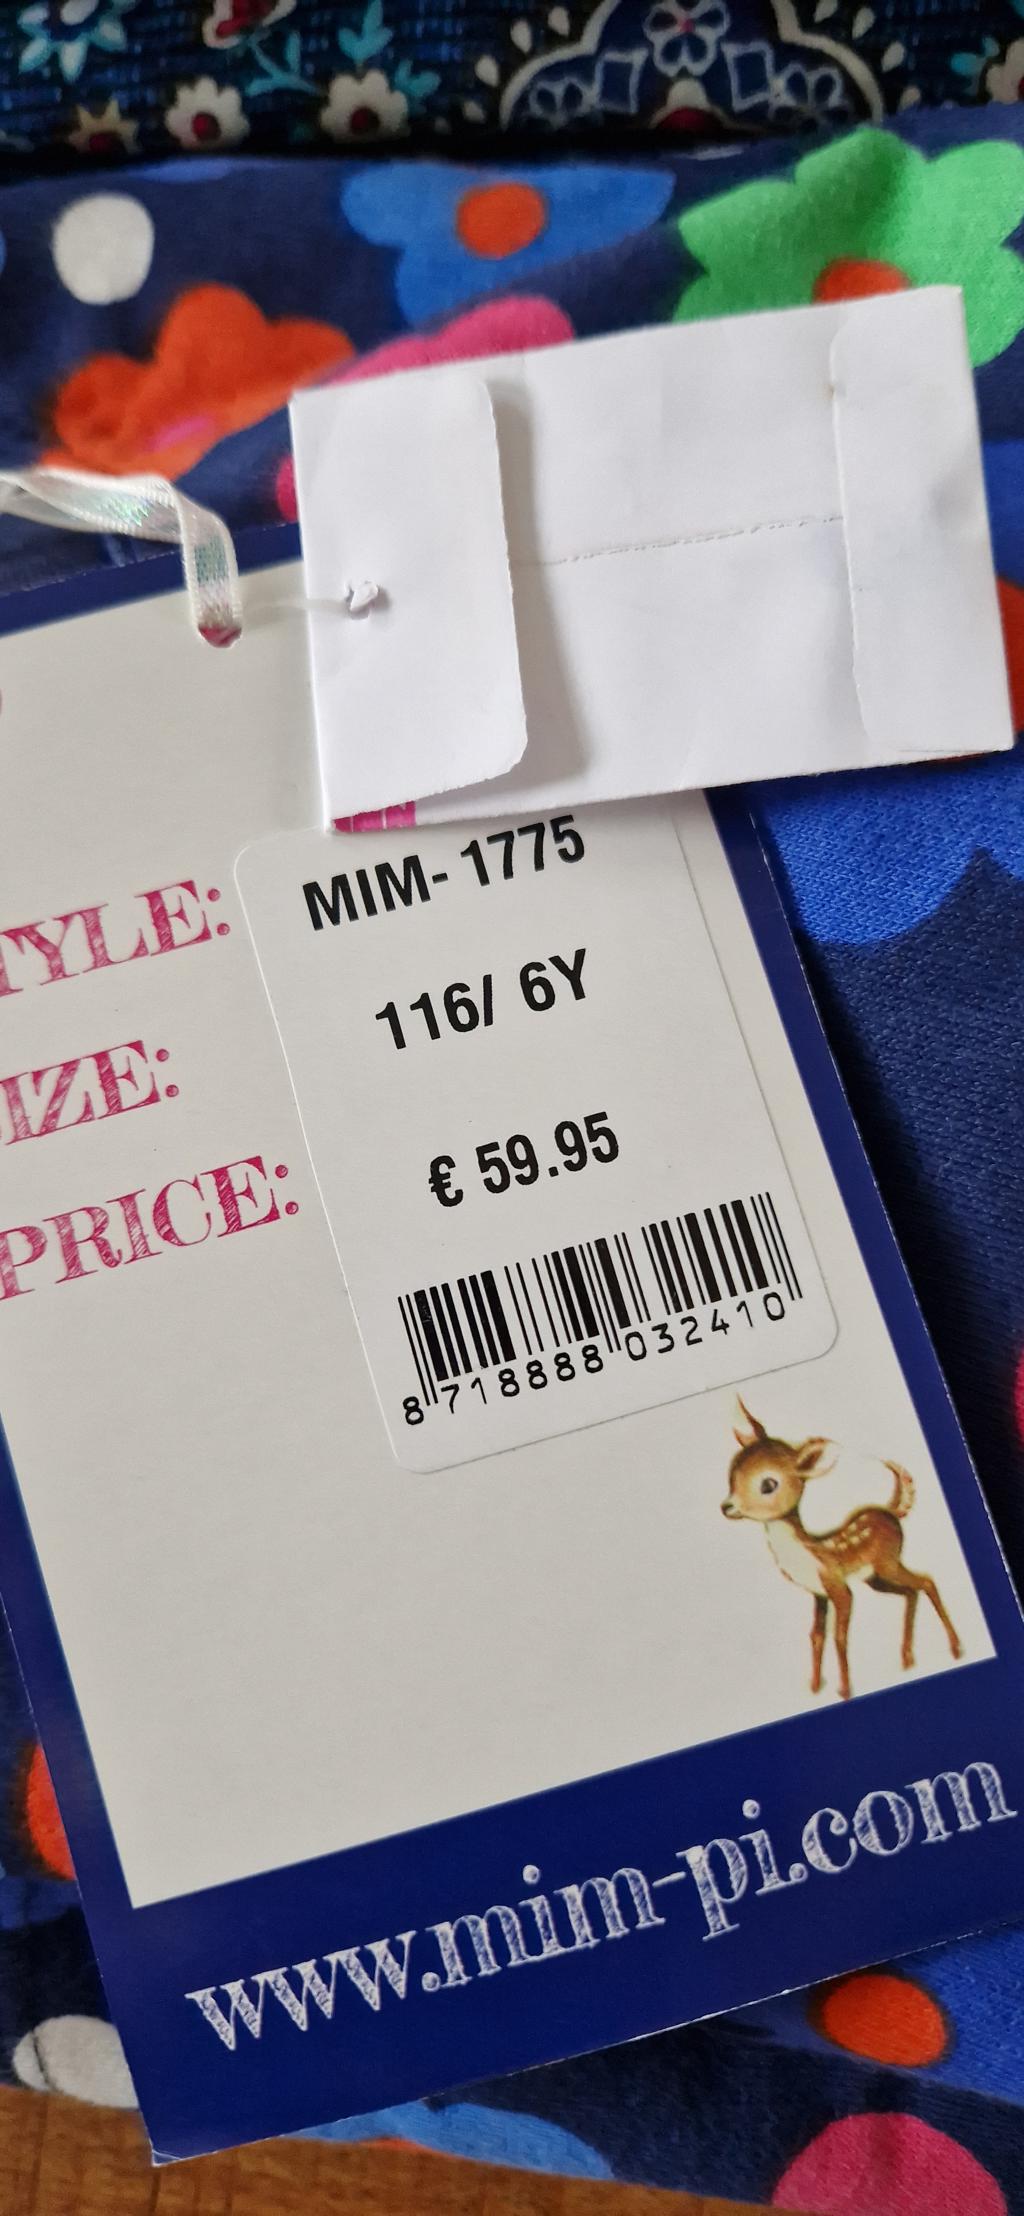 TYLE: MIM- 1775
IZE: 116/ 6Y
PRICE: € 59.95
8 718888 032410
www.mim-pi.com